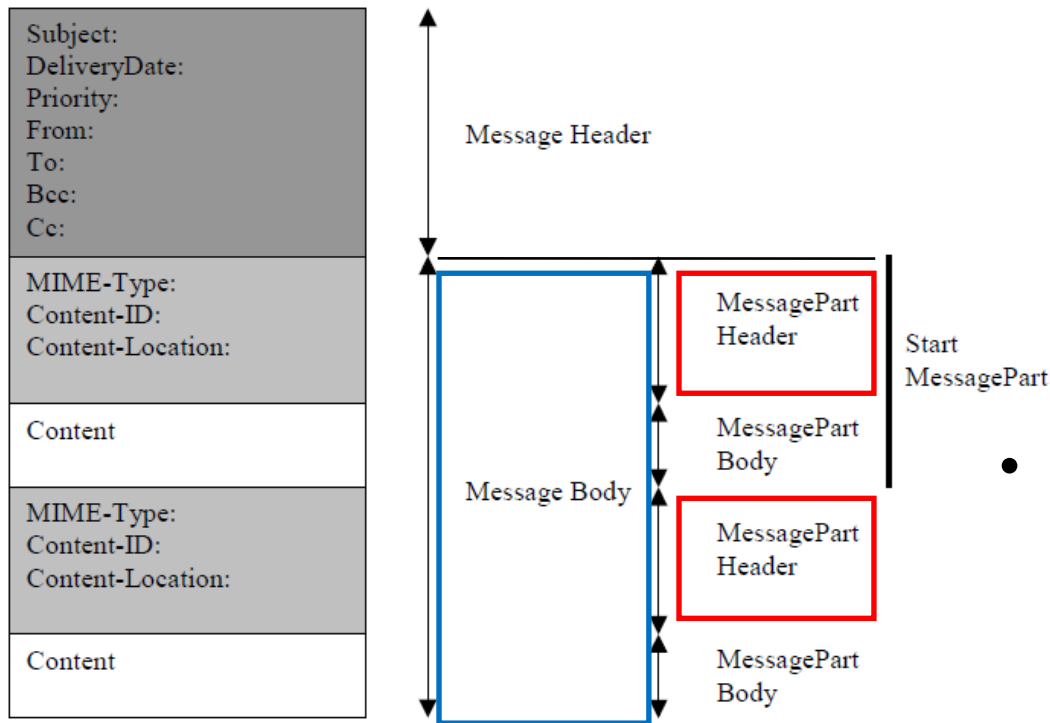 Subject:
DeliveryDate:
Priority:
From:
To:
Bcc:
Cc:
Message Header
MIME-Type:
Content-ID:
Content-Location:
MessagePart
Header
Start
MessagePart
Content
MessagePart
Body
Message Body
MIME-Type:
Content-ID:
Content-Location:
MessagePart
Header
Content
MessagePart
Body